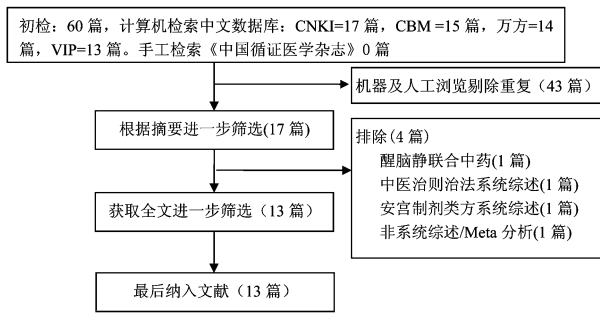 初检：60 篇，计算机检索中文数据库：CNKI=17 篇，CBM =15 篇，万方=14
篇，VIP=13 篇。手工检索《中国循证医学杂志》0 篇
机器及人工浏览剔除重复（43 篇）
根据摘要进一步筛选(17 篇)
排除(4 篇)
醒脑静联合中药(1 篇)
中医治则治法系统综述(1 篇)
安宫制剂类方系统综述(1 篇)
非系统综述/Meta 分析(1 篇)
获取全文进一步筛选（13 篇）
最后纳入文献（13 篇）